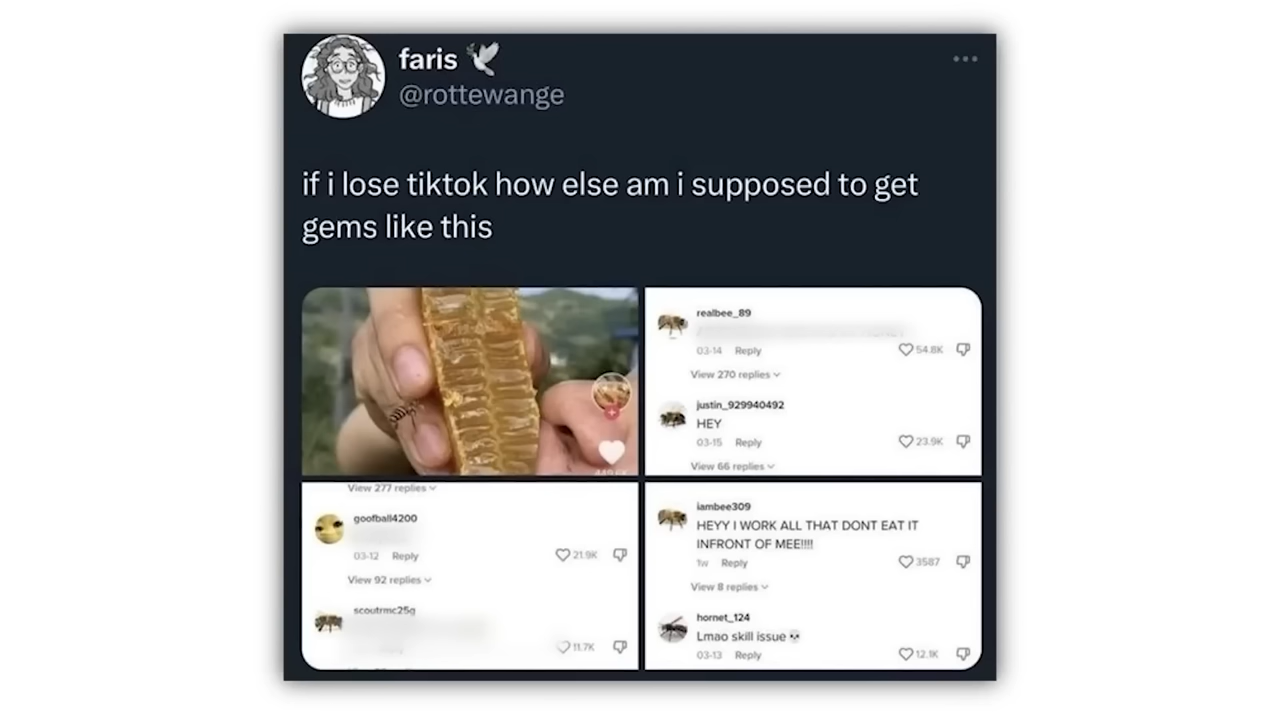 faris
@rottewange
if i lose tiktok how else am i supposed to get
gems like this
realbee_89
03-14 Reply
54.8K
View 270 replies
justin_929940492
HEY
03-15 Reply
23.9K
View 66 replies
View 277 replies
goofball4200
03-12 Reply
21.9K
View 92 replies
scoutrmc25g
11.7K
iambee309
HEYY I WORK ALL THAT DONT EAT IT
INFRONT OF MEE!!!!
1w Reply
3587
View 8 replies
hornet_124
Lmao skill issue
03-13 Reply
12.1K